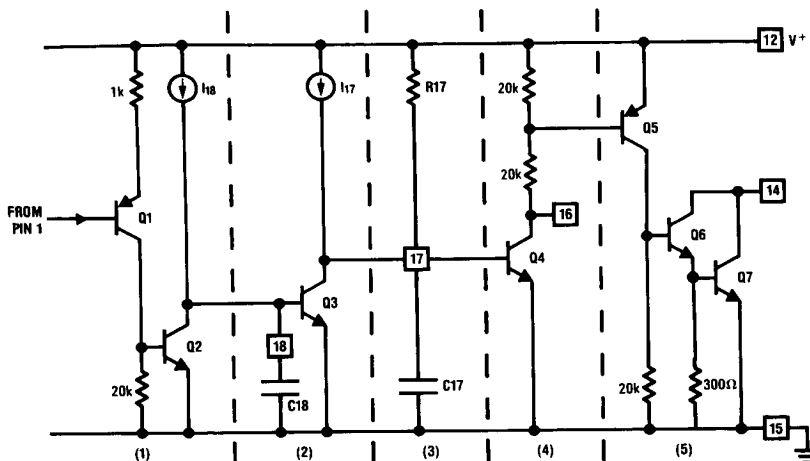 12 V+
1k
I18
I17
R17
20k
Q5
20k
FROM
PIN 1
Q1
16
14
17
Q4
Q6
Q7
Q3
Q2
18
C18
C17
20k
20k
300Ω
15
(1) (2) (3) (4) (5)